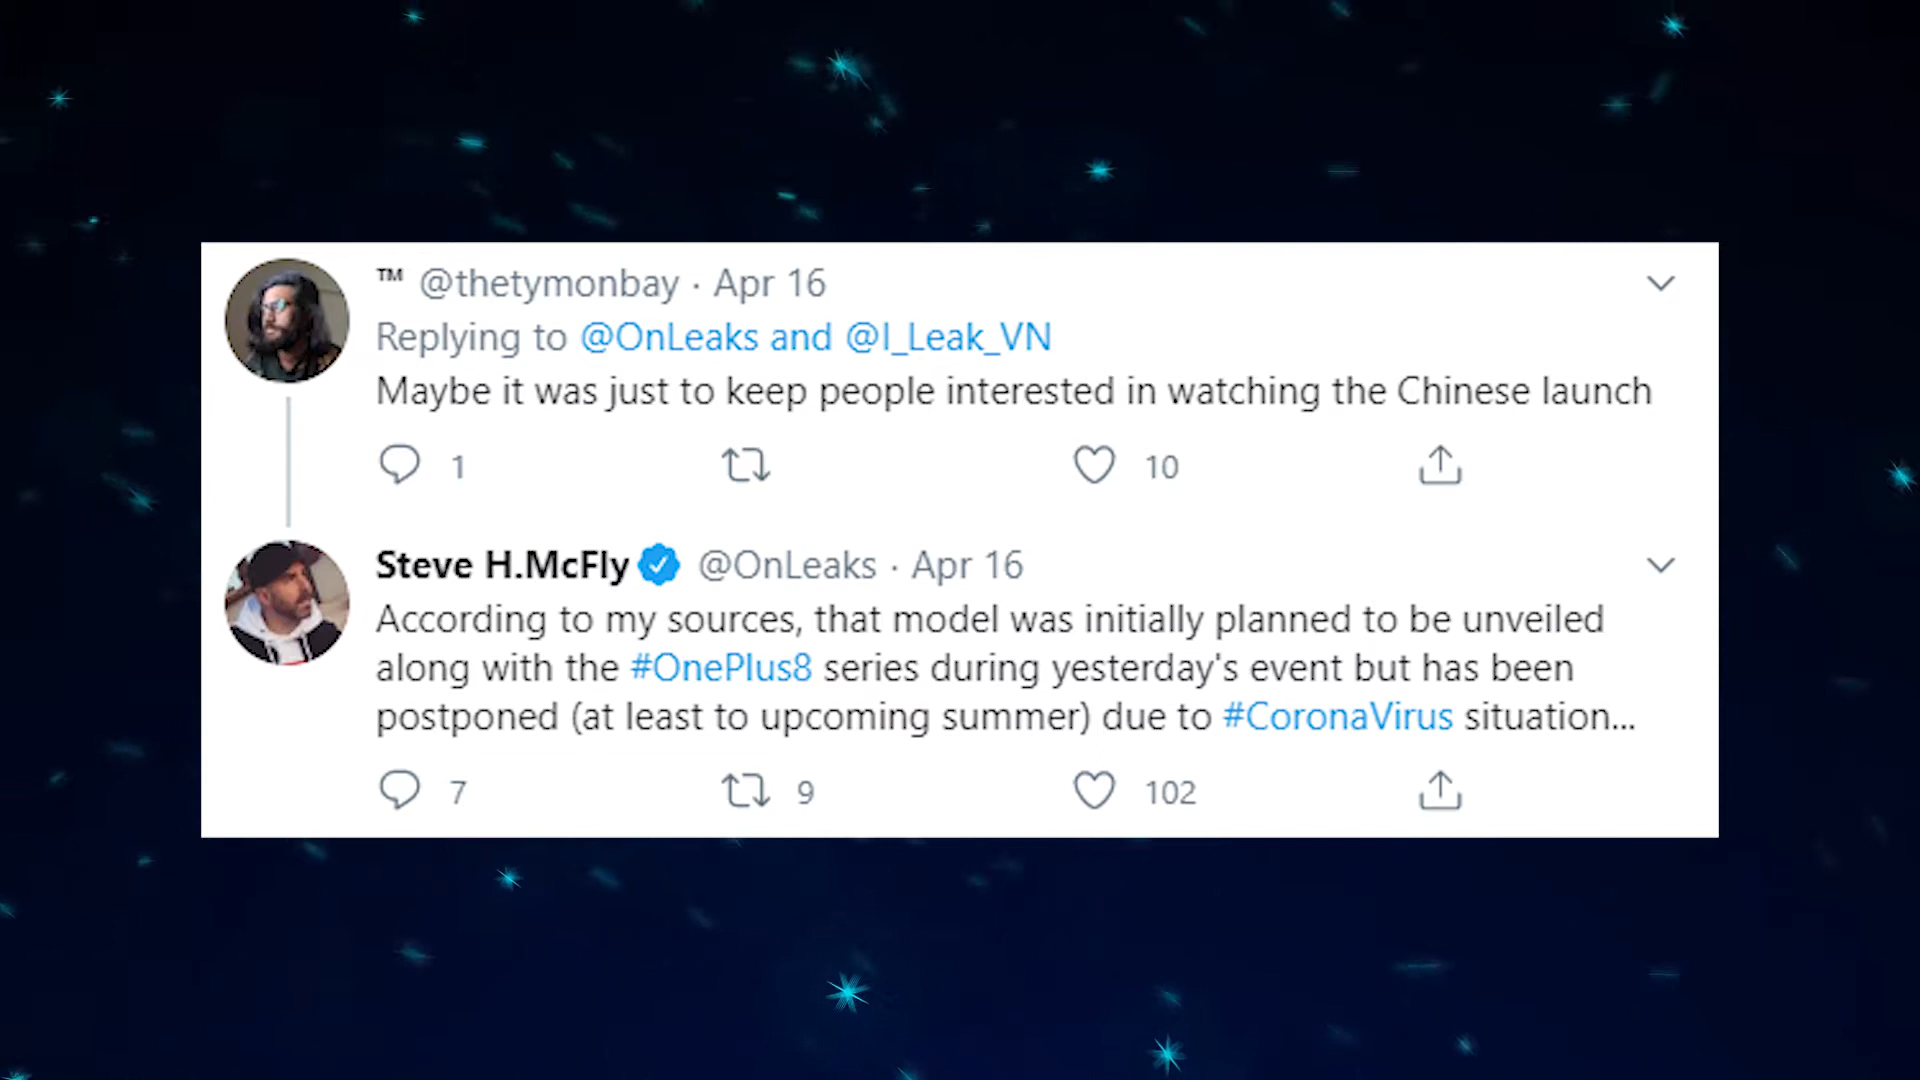 ™ @thetymonbay · Apr 16
Replying to @OnLeaks and @I_Leak_VN
Maybe it was just to keep people interested in watching the Chinese launch
1 10
Steve H.McFly @OnLeaks · Apr 16
According to my sources, that model was initially planned to be unveiled
along with the #OnePlus8 series during yesterday's event but has been
postponed (at least to upcoming summer) due to #CoronaVirus situation...
7 9 102